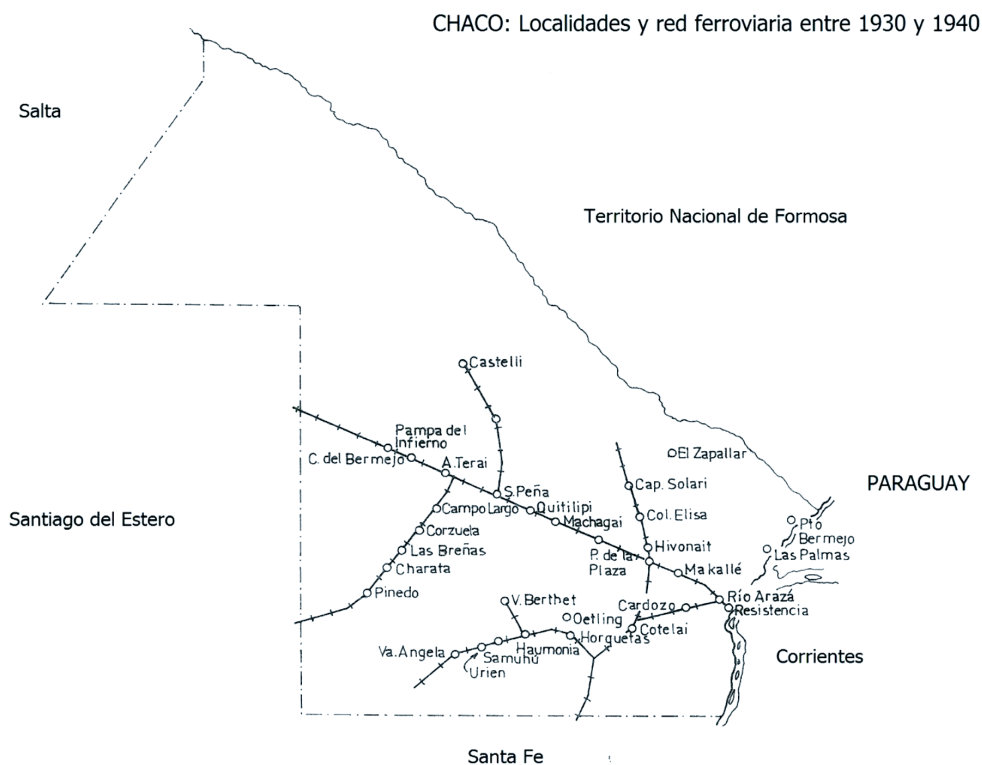 CHACO: Localidades y red ferroviaria entre 1930 y 1940
Salta
Territorio Nacional de Formosa
Castelli
Pampa del
Infierno
C. del Bermejo
A. Terai
El Zapallar
PARAGUAY
Cap. Solari
S. Peña
Campo Largo
Quitilipi
Machagai
Col. Elisa
Santiago del Estero
Pto
Bermejo
Corzuela
Las Breñas
Charata
Hivonait
Las Palmas
P. de la
Plaza
Makallé
Pinedo
V. Berthet
Cardozo
Río Arazá
Resistencia
Oetling
Cotelai
Horquetas
Haumonia
Va. Angela
Samuhú
Urien
Corrientes
Santa Fe